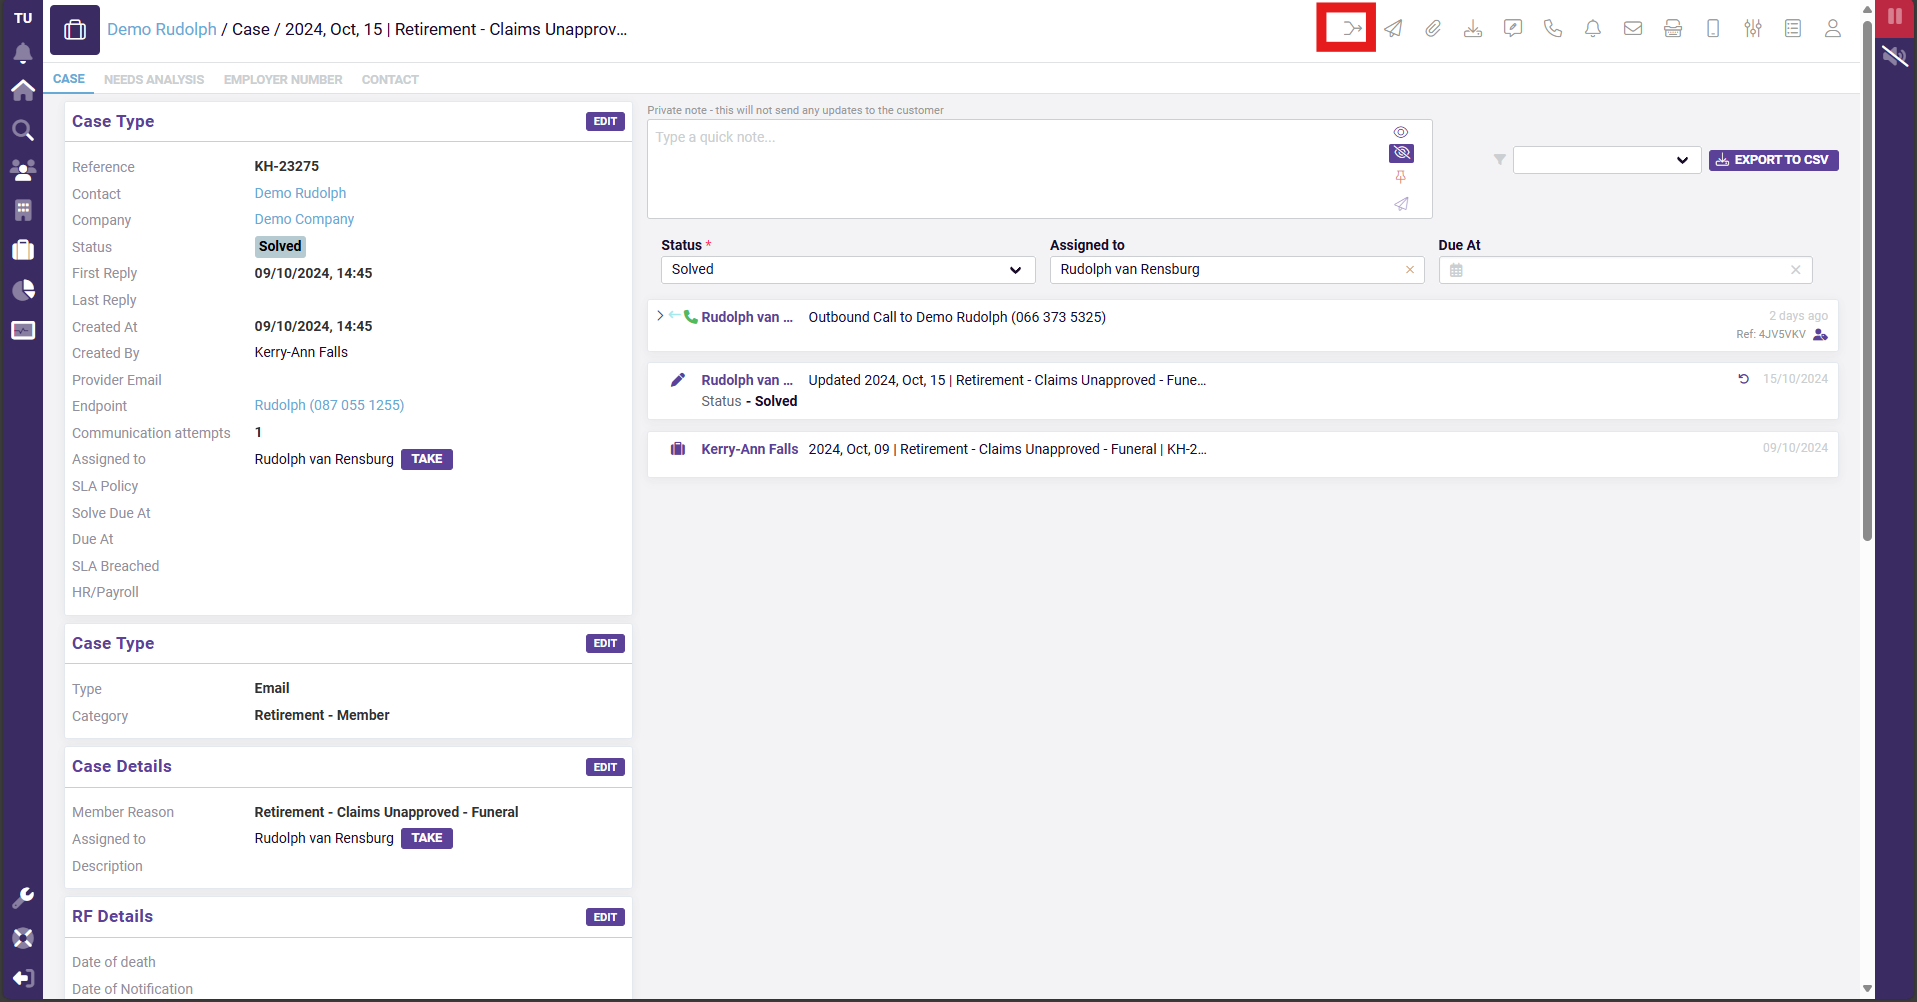 TU
Demo Rudolph / Case / 2024, Oct, 15 | Retirement - Claims Unapprov...
CASE NEEDS ANALYSIS EMPLOYER NUMBER CONTACT
Case Type EDIT
Reference KH-23275
Contact Demo Rudolph
Company Demo Company
Status Solved
First Reply 09/10/2024, 14:45
Last Reply
Created At 09/10/2024, 14:45
Created By Kerry-Ann Falls
Provider Email
Endpoint Rudolph (087 055 1255)
Communication attempts 1
Assigned to Rudolph van Rensburg TAKE
SLA Policy
Solve Due At
Due At
SLA Breached
HR/Payroll
Case Type EDIT
Type Email
Category Retirement - Member
Case Details EDIT
Member Reason Retirement - Claims Unapproved - Funeral
Assigned to Rudolph van Rensburg TAKE
Description
RF Details EDIT
Date of death
Date of Notification
Private note - this will not send any updates to the customer
Type a quick note...
EXPORT TO CSV
Status * Assigned to Due At
Solved Rudolph van Rensburg
Rudolph van ... Outbound Call to Demo Rudolph (066 373 5325) 2 days ago
Ref: 4JV5VKV
Rudolph van ... Updated 2024, Oct, 15 | Retirement - Claims Unapproved - Fune... 15/10/2024
Status - Solved
Kerry-Ann Falls 2024, Oct, 09 | Retirement - Claims Unapproved - Funeral | KH-2... 09/10/2024